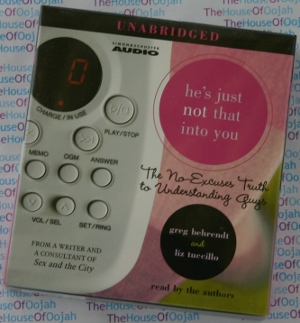 TheHouseOfOoJah
UNABRIDGED
SIMON & SCHUSTER
AUDIO
0
CHARGE / IN USE
PLAY/STOP
MEMO OGM ANSWER
VOL / SEL SET/RING
he's just
not that
into you
The No-Excuses Truth
to Understanding Guys
greg behrendt
and
liz tuccillo
FROM A WRITER AND
A CONSULTANT OF
Sex and the City
read by the authors
TheHouseOfOoJah